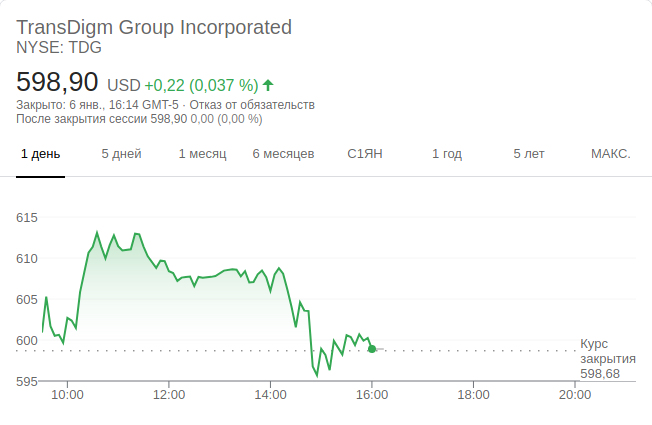 TransDigm Group Incorporated
NYSE: TDG
598,90 USD +0,22 (0,037 %)
Закрыто: 6 янв., 16:14 GMT-5 · Отказ от обязательств
После закрытия сессии 598,90 0,00 (0,00 %)
1 день 5 дней 1 месяц 6 месяцев С1ЯН 1 год 5 лет МАКС.
615
610
605
600
595
Курс
закрытия
598,68
10:00 12:00 14:00 16:00 18:00 20:00